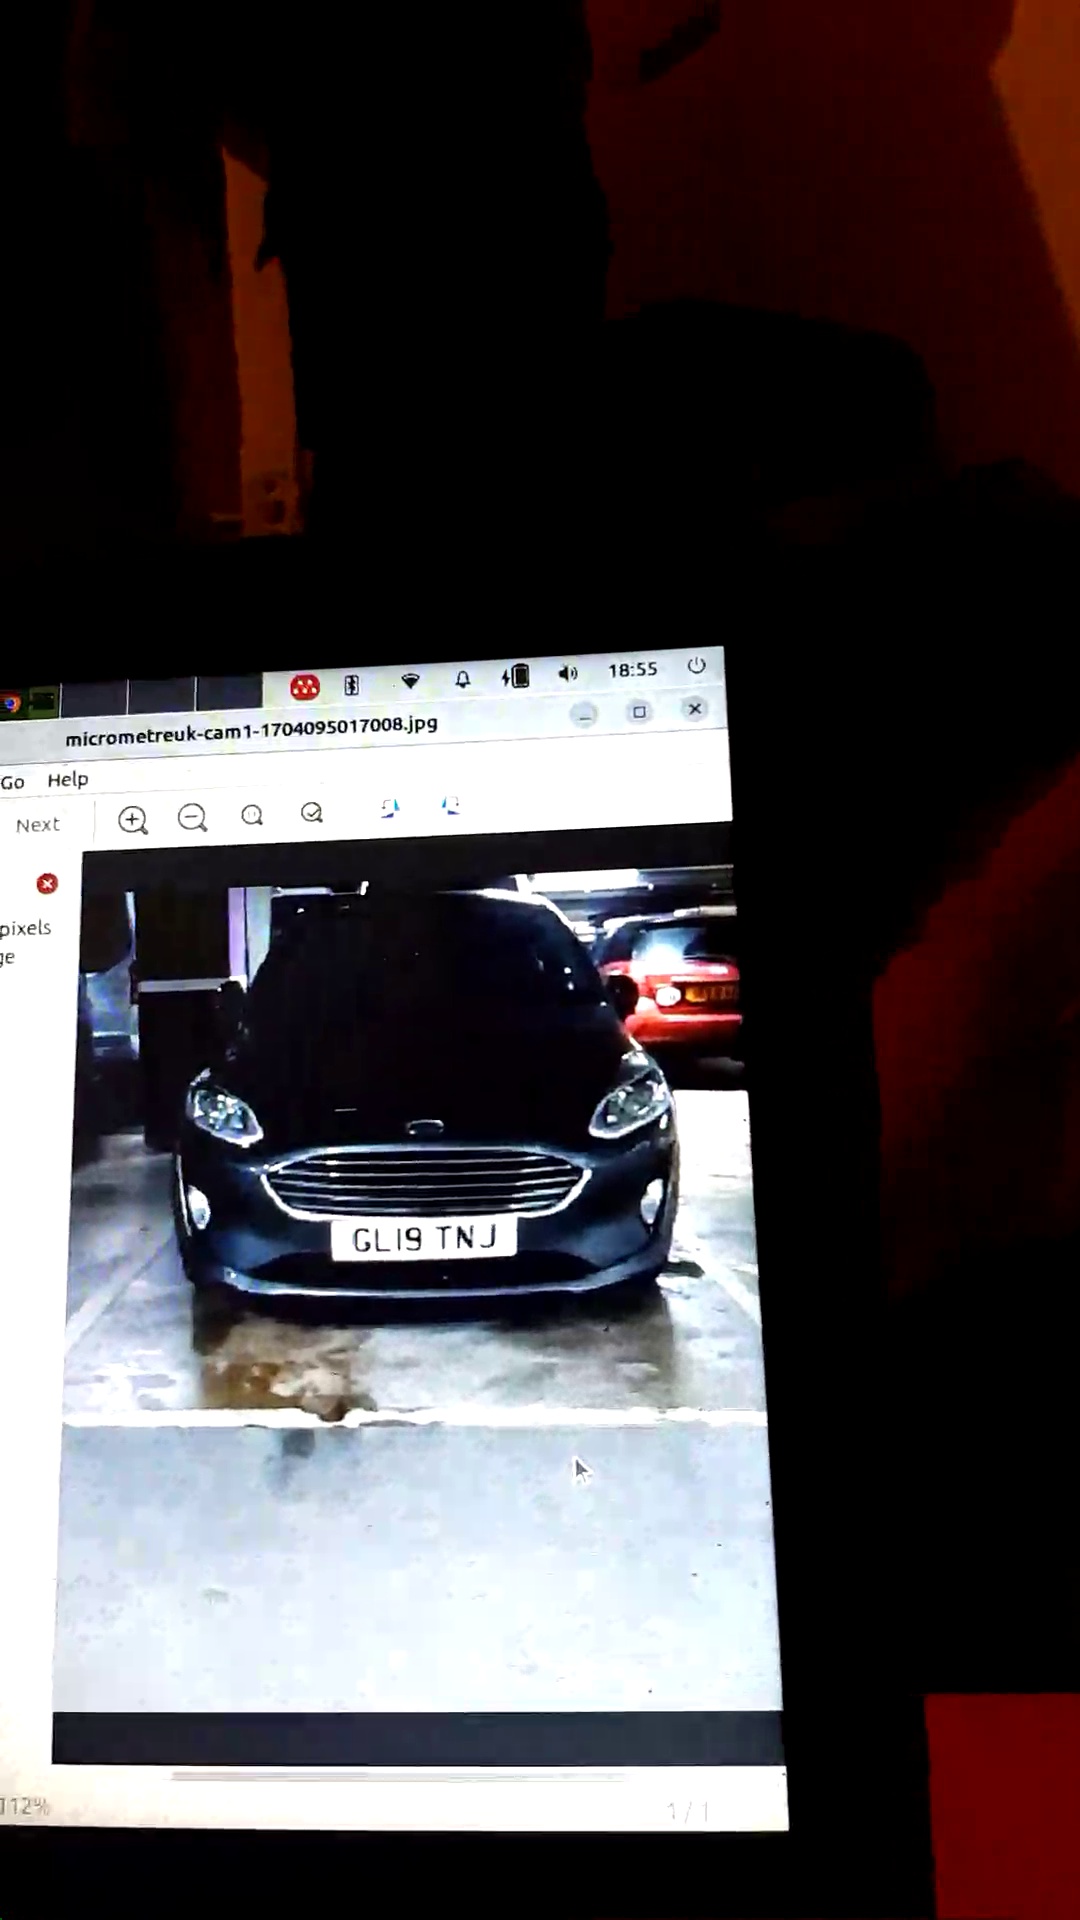 18:55
micrometreuk-cam1-1704095017008.jpg
Go Help
Next
pixels
ge
GL19 TNJ
112%
1 / 1